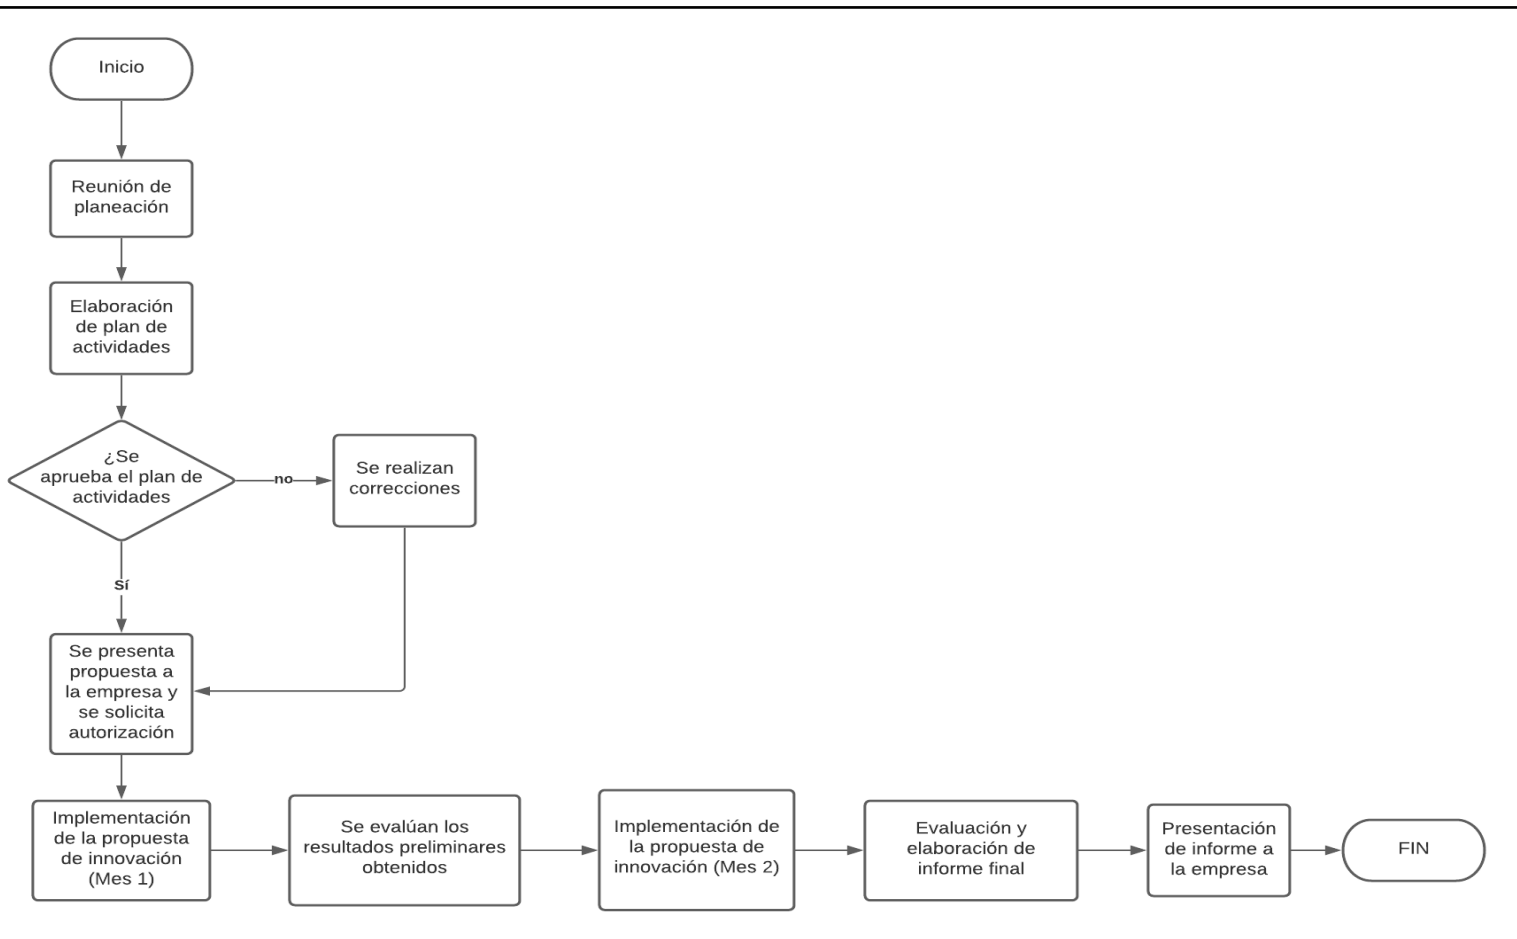 Inicio
Reunión de
planeación
Elaboración
de plan de
actividades
¿Se
aprueba el plan de
actividades
no
Se realizan
correcciones
Sí
Se presenta
propuesta a
la empresa y
se solicita
autorización
Implementación
de la propuesta
de innovación
(Mes 1)
Se evalúan los
resultados preliminares
obtenidos
Implementación de
la propuesta de
innovación (Mes 2)
Evaluación y
elaboración de
informe final
Presentación
de informe a
la empresa
FIN